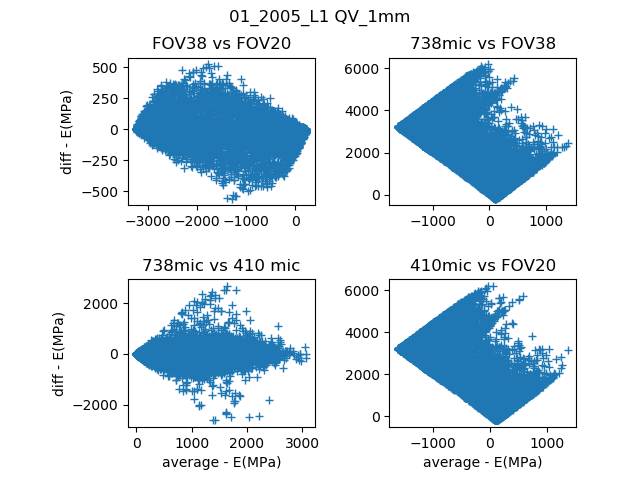 01_2005_L1 QV_1mm
FOV38 vs FOV20
738mic vs FOV38
diff - E(MPa)
500
250
0
−250
−500
−3000 −2000 −1000 0
6000
4000
2000
0
−1000 0 1000
738mic vs 410 mic
410mic vs FOV20
diff - E(MPa)
2000
0
−2000
0 1000 2000 3000
average - E(MPa)
6000
4000
2000
0
−1000 0 1000
average - E(MPa)